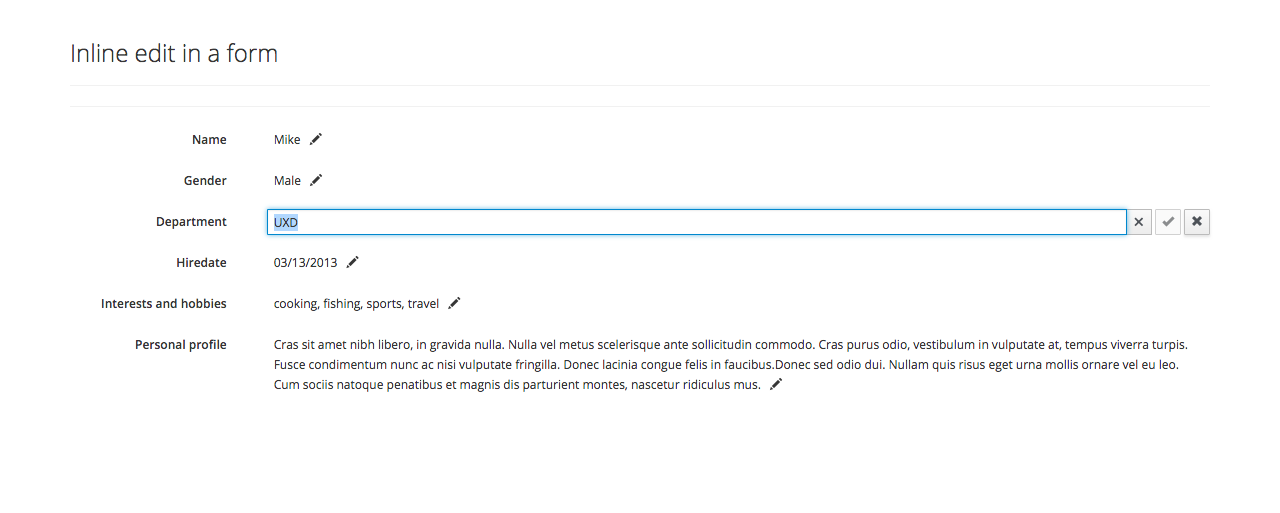 Inline edit in a form
Name Mike
Gender Male
Department UXD
Hiredate 03/13/2013
Interests and hobbies cooking, fishing, sports, travel
Personal profile Cras sit amet nibh libero, in gravida nulla. Nulla vel metus scelerisque ante sollicitudin commodo. Cras purus odio, vestibulum in vulputate at, tempus viverra turpis.
Fusce condimentum nunc ac nisi vulputate fringilla. Donec lacinia congue felis in faucibus.Donec sed odio dui. Nullam quis risus eget urna mollis ornare vel eu leo.
Cum sociis natoque penatibus et magnis dis parturient montes, nascetur ridiculus mus.